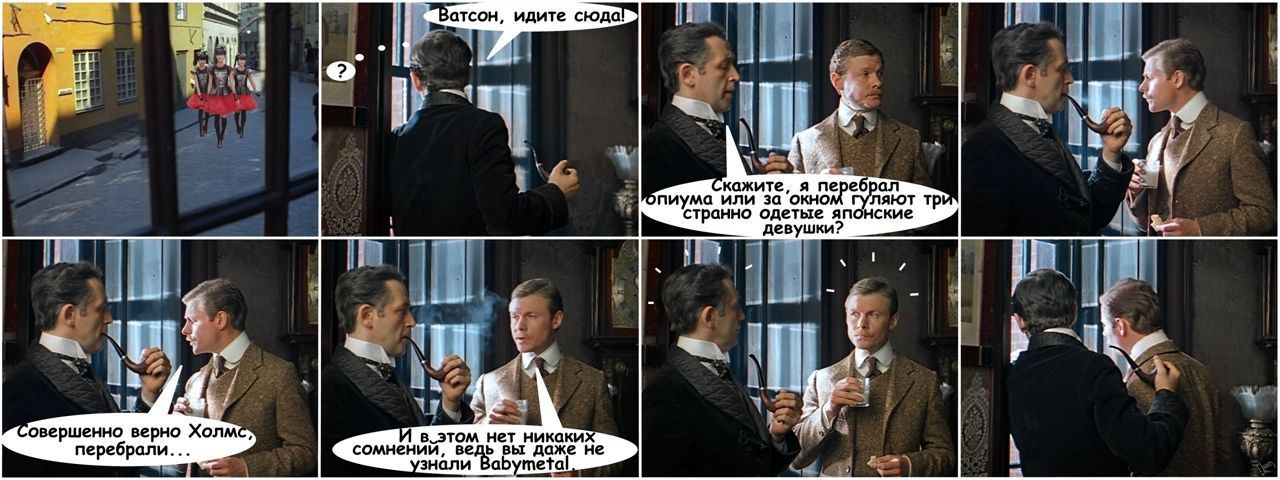 Ватсон, идите сюда!
?
Скажите, я перебрал
опиума или за окном гуляют три
странно одетые японские
девушки?
Совершенно верно Холмс,
перебрали...
И в этом нет никаких
сомнений, ведь вы даже не
узнали Babymetal.